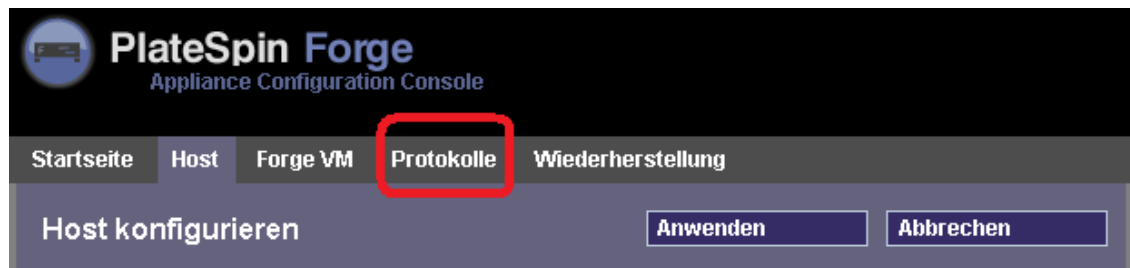 PlateSpin Forge
Appliance Configuration Console
Startseite Host Forge VM Protokolle Wiederherstellung
Host konfigurieren Anwenden Abbrechen